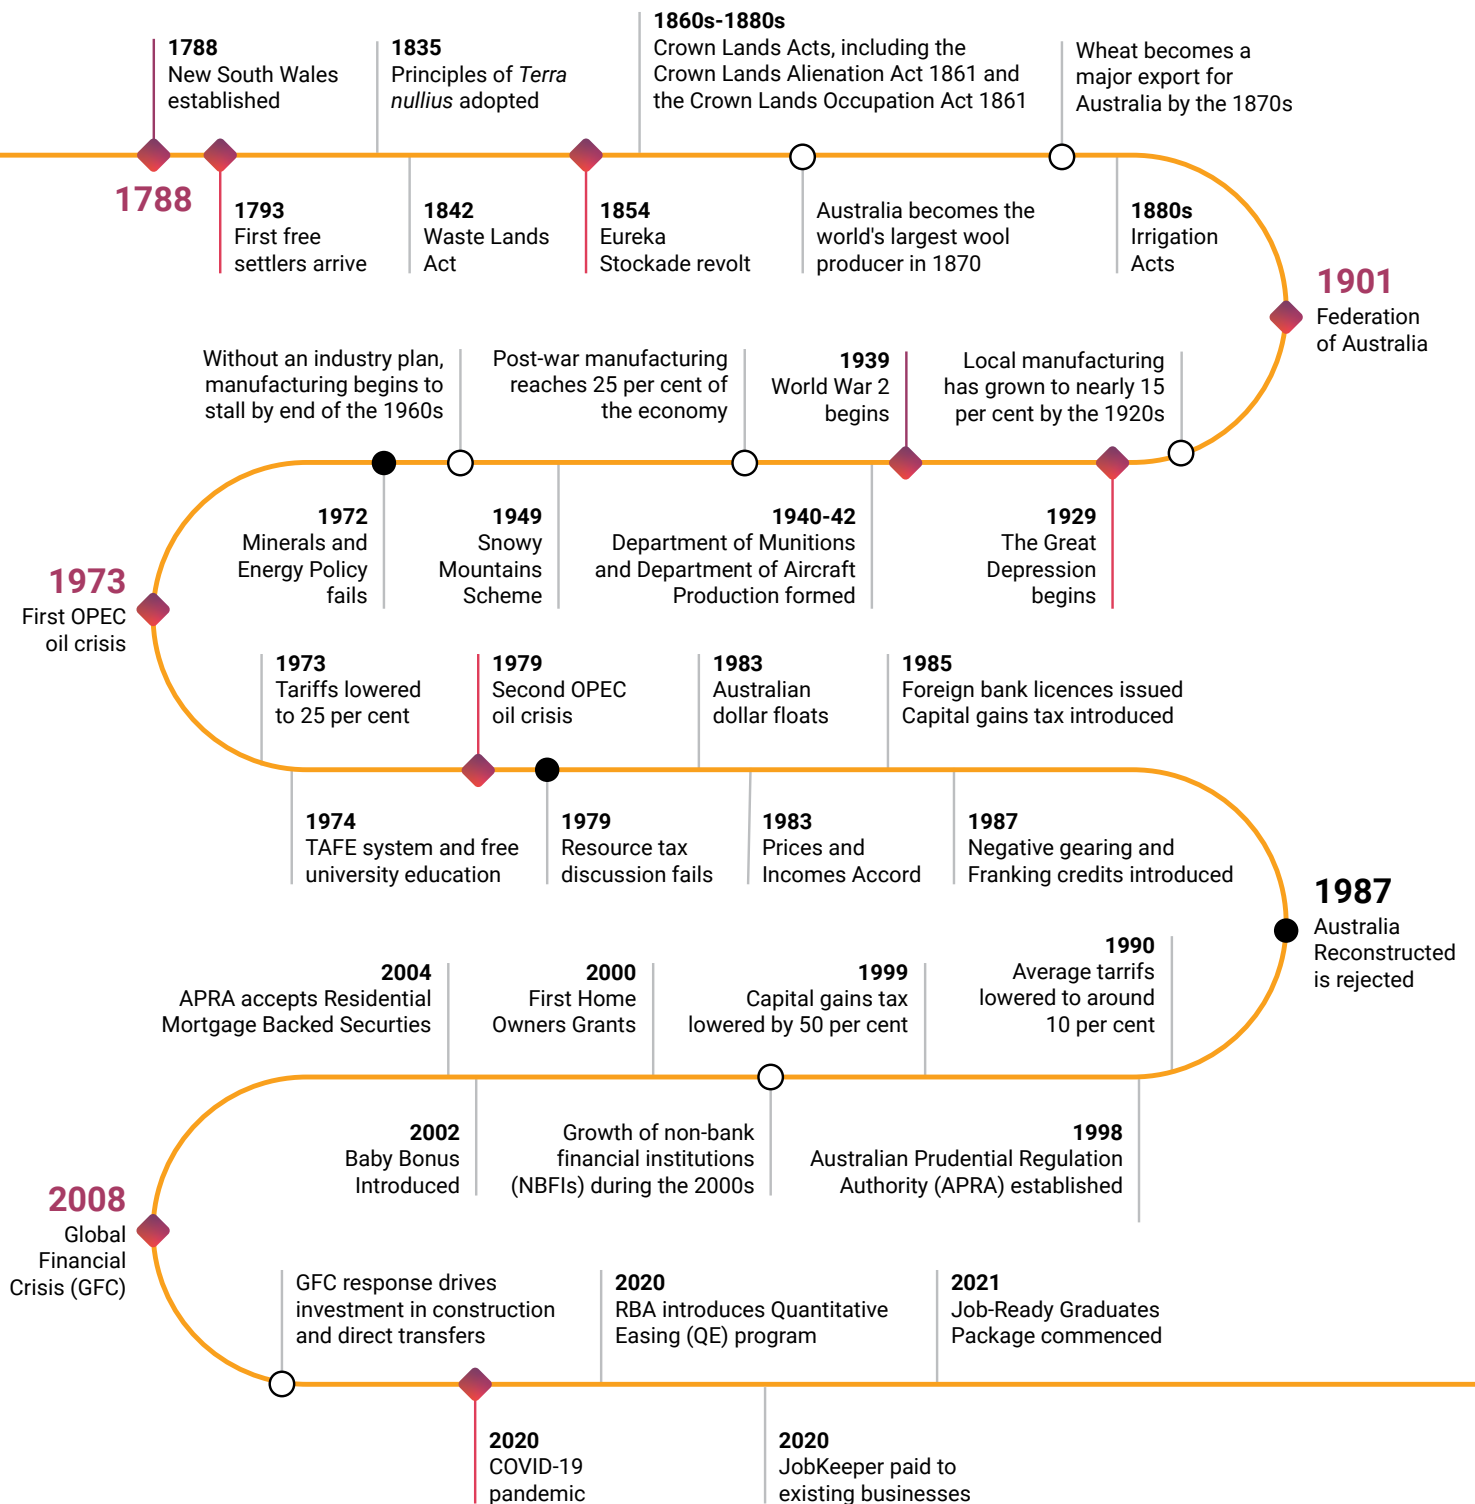 1788
New South Wales
established
1835
Principles of Terra
nullius adopted
1860s-1880s
Crown Lands Acts, including the
Crown Lands Alienation Act 1861 and
the Crown Lands Occupation Act 1861
Wheat becomes a
major export for
Australia by the 1870s
1788
1793
First free
settlers arrive
1842
Waste Lands
Act
1854
Eureka
Stockade revolt
Australia becomes the
world's largest wool
producer in 1870
1880s
Irrigation
Acts
1901
Federation
of Australia
Local manufacturing
has grown to nearly 15
per cent by the 1920s
1929
The Great
Depression
begins
1939
World War 2
begins
1940-42
Department of Munitions
and Department of Aircraft
Production formed
Post-war manufacturing
reaches 25 per cent of
the economy
1949
Snowy
Mountains
Scheme
Without an industry plan,
manufacturing begins to
stall by end of the 1960s
1972
Minerals and
Energy Policy
fails
1973
First OPEC
oil crisis
1973
Tariffs lowered
to 25 per cent
1974
TAFE system and free
university education
1979
Second OPEC
oil crisis
1979
Resource tax
discussion fails
1983
Australian
dollar floats
1983
Prices and
Incomes Accord
1985
Foreign bank licences issued
Capital gains tax introduced
1987
Negative gearing and
Franking credits introduced
1987
Australia
Reconstructed
is rejected
1990
Average tarrifs
lowered to around
10 per cent
1998
Australian Prudential Regulation
Authority (APRA) established
1999
Capital gains tax
lowered by 50 per cent
Growth of non-bank
financial institutions
(NBFIs) during the 2000s
2000
First Home
Owners Grants
2002
Baby Bonus
Introduced
2004
APRA accepts Residential
Mortgage Backed Securties
2008
Global
Financial
Crisis (GFC)
GFC response drives
investment in construction
and direct transfers
2020
COVID-19
pandemic
2020
RBA introduces Quantitative
Easing (QE) program
2020
JobKeeper paid to
existing businesses
2021
Job-Ready Graduates
Package commenced